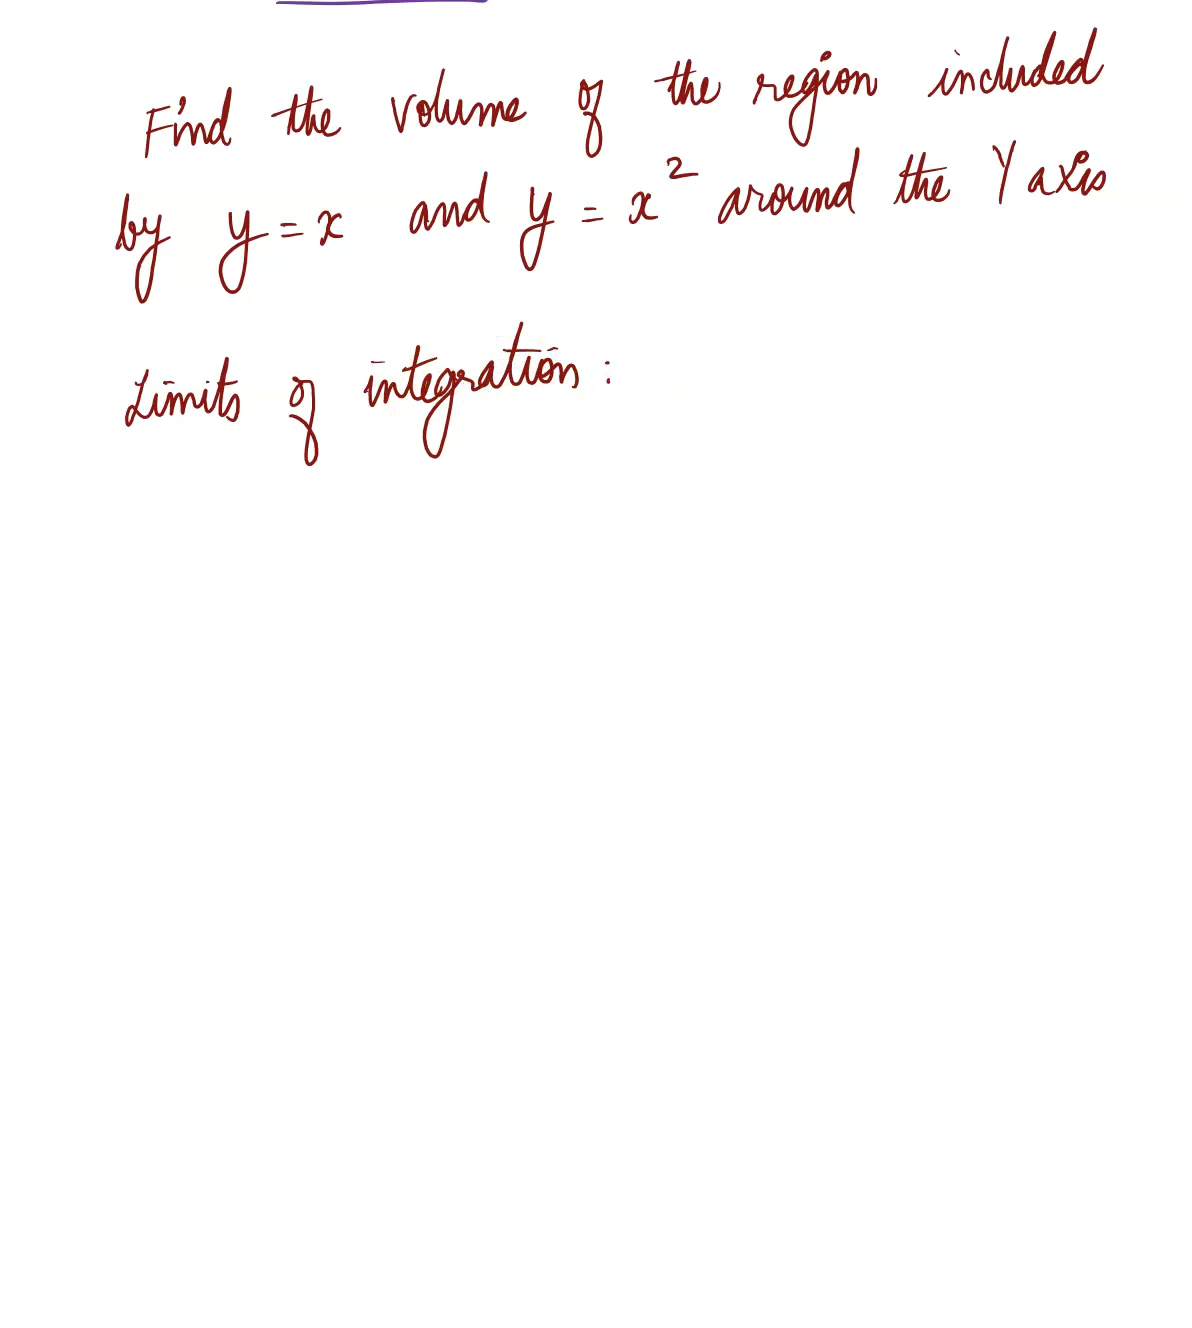 Find the volume of the region included
by y = x and y = x² around the Y axis
Limits of integration :